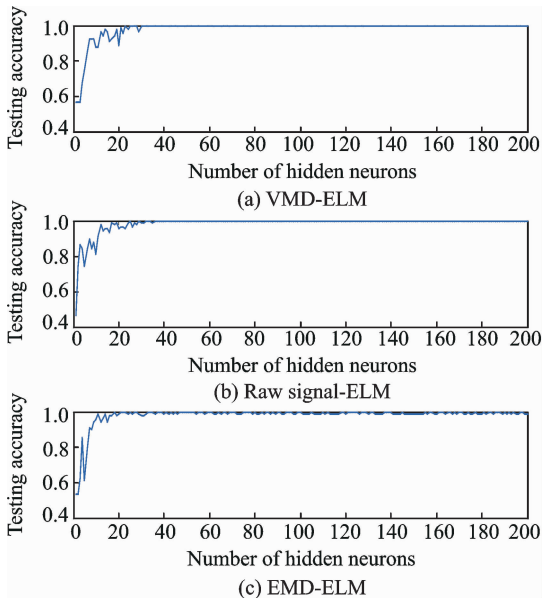 Testing accuracy
1.0
0.8
0.6
0.4
0 20 40 60 80 100 120 140 160 180 200
Number of hidden neurons
(a) VMD-ELM
Testing accuracy
1.0
0.8
0.6
0.4
0 20 40 60 80 100 120 140 160 180 200
Number of hidden neurons
(b) Raw signal-ELM
Testing accuracy
1.0
0.8
0.6
0.4
0 20 40 60 80 100 120 140 160 180 200
Number of hidden neurons
(c) EMD-ELM